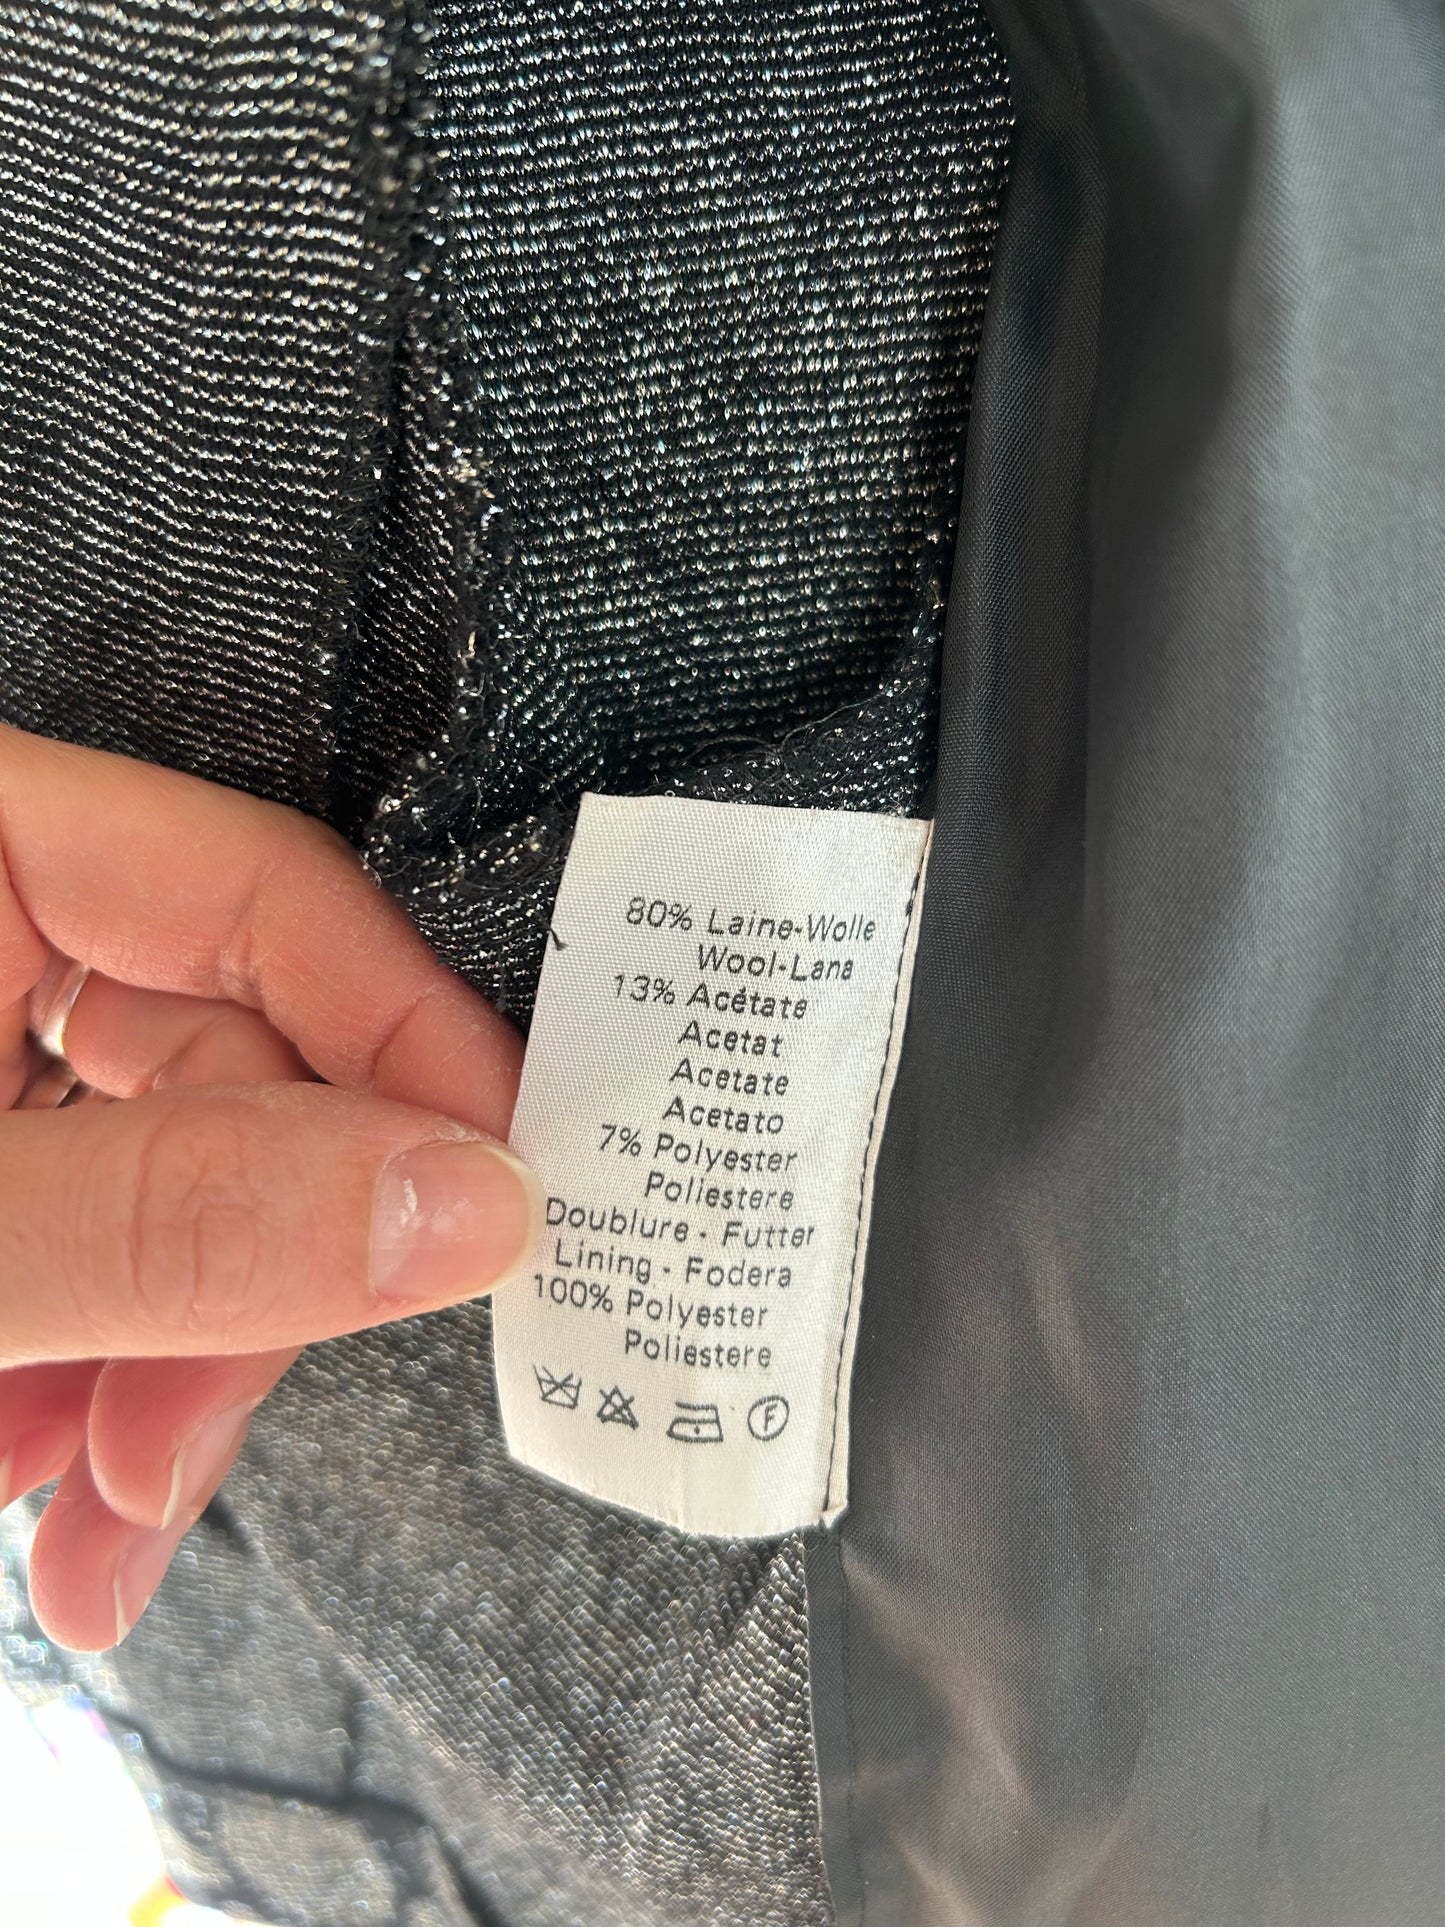 80% Laine-Wolle
Wool-Lana
13% Acétate
Acetat
Acetate
Acetato
7% Polyester
Poliestere
Doublure - Futter
Lining - Fodera
100% Polyester
Poliestere
F